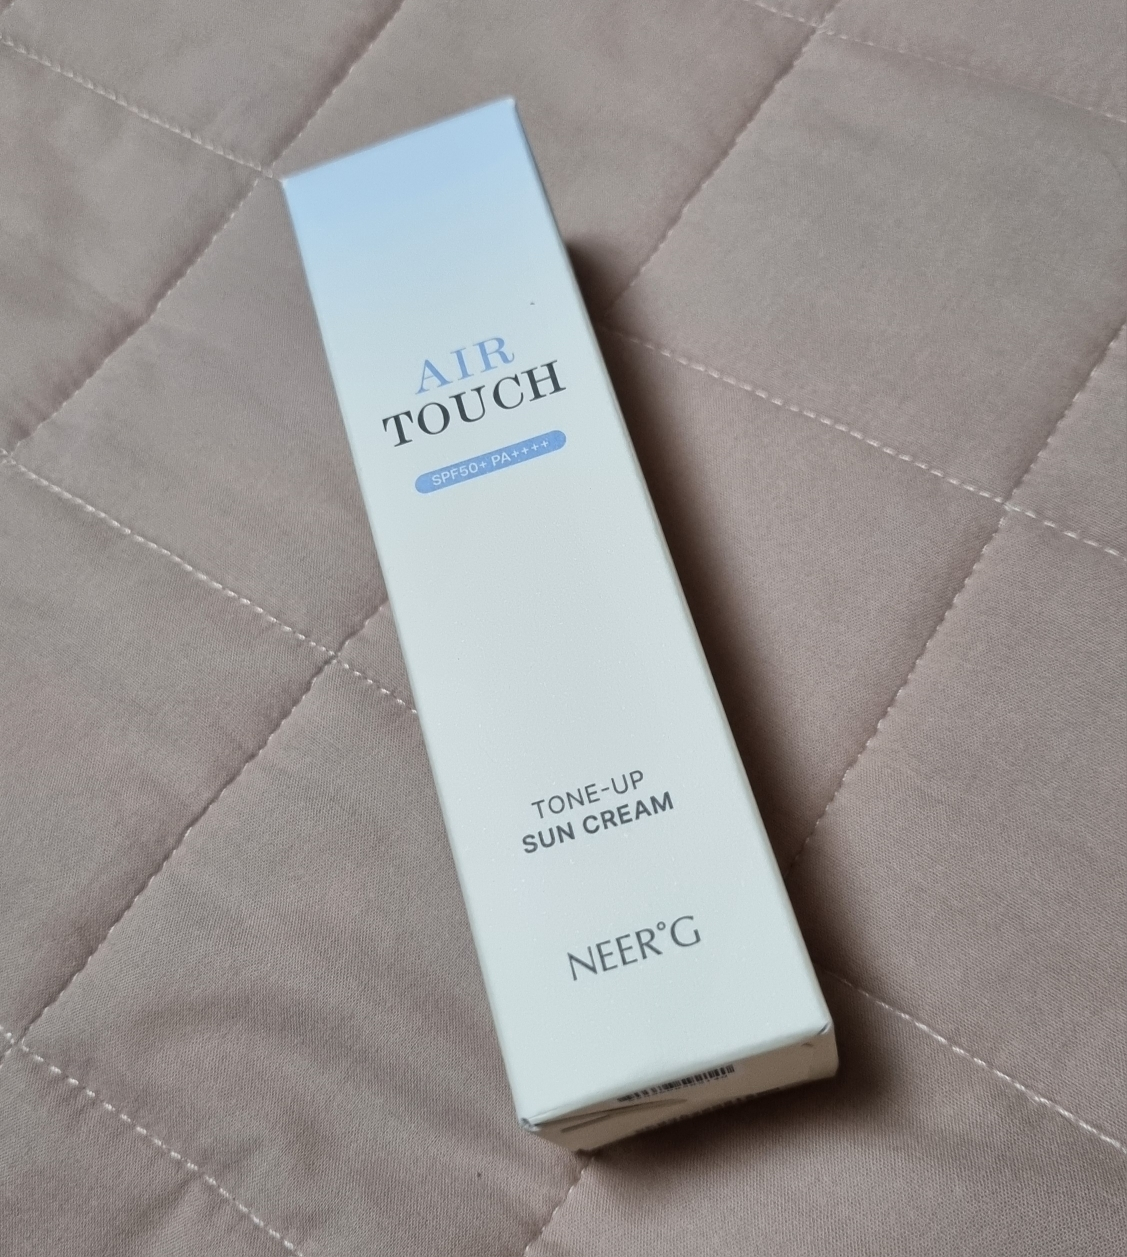 AIR
TOUCH
SPF50+ PA++++
TONE-UP
SUN CREAM
NEER°G